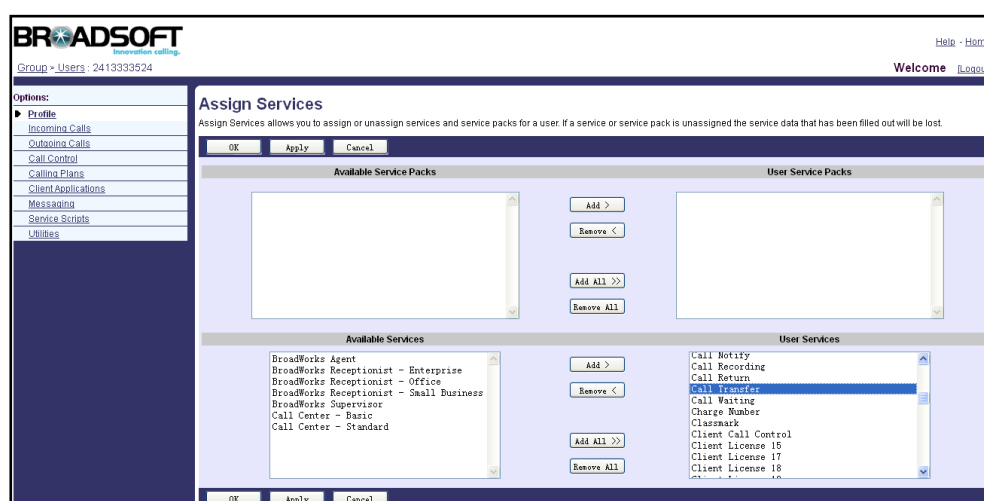 BROADSOFT
Innovation calling.
Help - Hom
Group > Users : 2413333524
Welcome [Logou
Options:
Profile
Incoming Calls
Outgoing Calls
Call Control
Calling Plans
Client Applications
Messaging
Service Scripts
Utilities
Assign Services
Assign Services allows you to assign or unassign services and service packs for a user. If a service or service pack is unassigned the service data that has been filled out will be lost.
OK Apply Cancel
Available Service Packs
User Service Packs
Add >
Remove <
Add All >>
Remove All
Available Services
User Services
BroadWorks Agent
BroadWorks Receptionist - Enterprise
BroadWorks Receptionist - Office
BroadWorks Receptionist - Small Business
BroadWorks Supervisor
Call Center - Basic
Call Center - Standard
Add >
Remove <
Add All >>
Remove All
Call Notify
Call Recording
Call Return
Call Transfer
Call Waiting
Charge Number
Classmark
Client Call Control
Client License 15
Client License 17
Client License 18
OK Apply Cancel